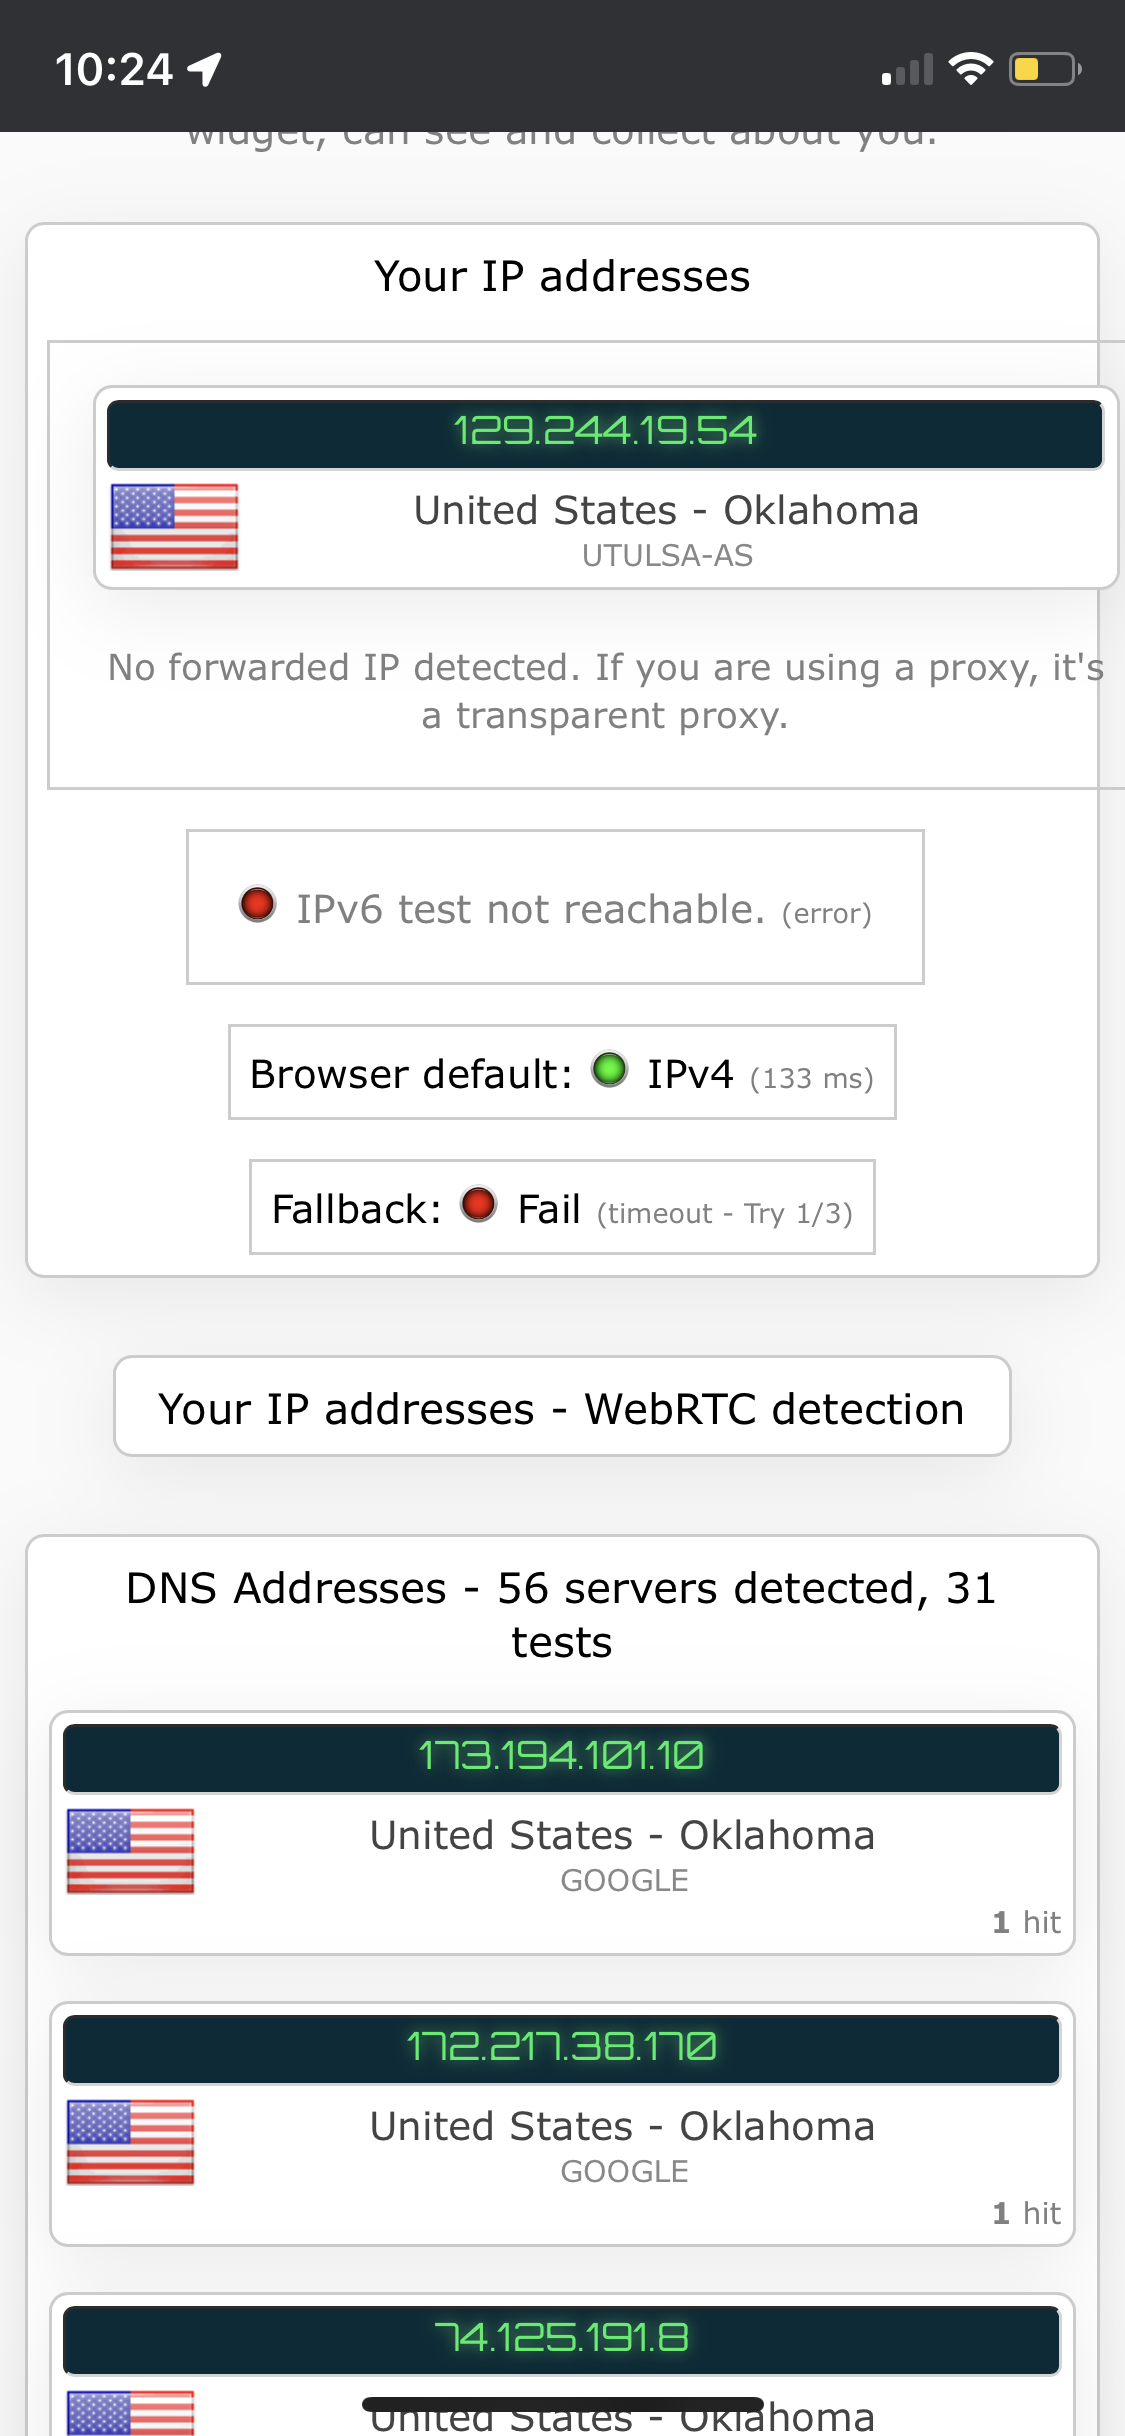 10:24
widget, can see and collect about you.
Your IP addresses
129.244.19.54
United States - Oklahoma
UTULSA-AS
No forwarded IP detected. If you are using a proxy, it's
a transparent proxy.
IPv6 test not reachable. (error)
Browser default: IPv4 (133 ms)
Fallback: Fail (timeout - Try 1/3)
Your IP addresses - WebRTC detection
DNS Addresses - 56 servers detected, 31
tests
173.194.101.10
United States - Oklahoma
GOOGLE
1 hit
172.217.38.170
United States - Oklahoma
GOOGLE
1 hit
74.125.191.8
United States - Oklahoma